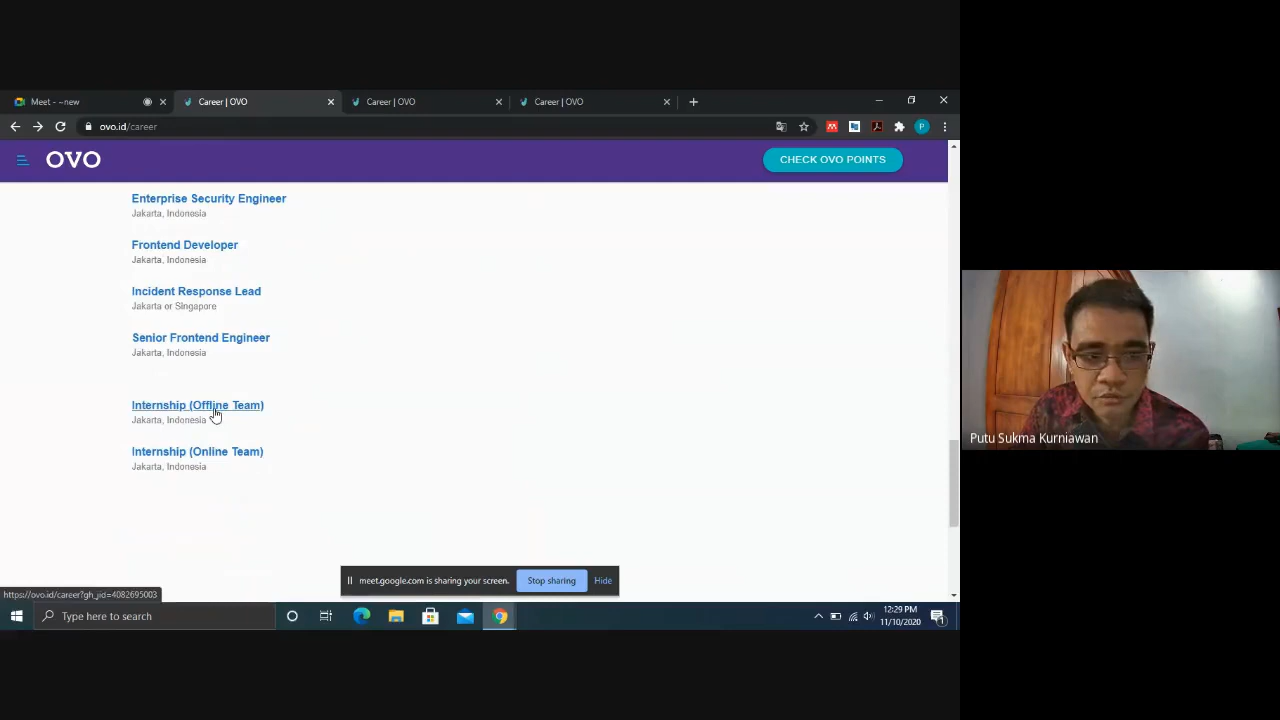 Meet - ~new
Career | OVO
Career | OVO
Career | OVO
ovo.id/career
P
OVO
CHECK OVO POINTS
Enterprise Security Engineer
Jakarta, Indonesia
Frontend Developer
Jakarta, Indonesia
Incident Response Lead
Jakarta or Singapore
Senior Frontend Engineer
Jakarta, Indonesia
Internship (Offline Team)
Jakarta, Indonesia
Internship (Online Team)
Jakarta, Indonesia
Putu Sukma Kurniawan
meet.google.com is sharing your screen.
Stop sharing
Hide
https://ovo.id/career?gh_jid=4082695003
Type here to search
12:29 PM
11/10/2020
1